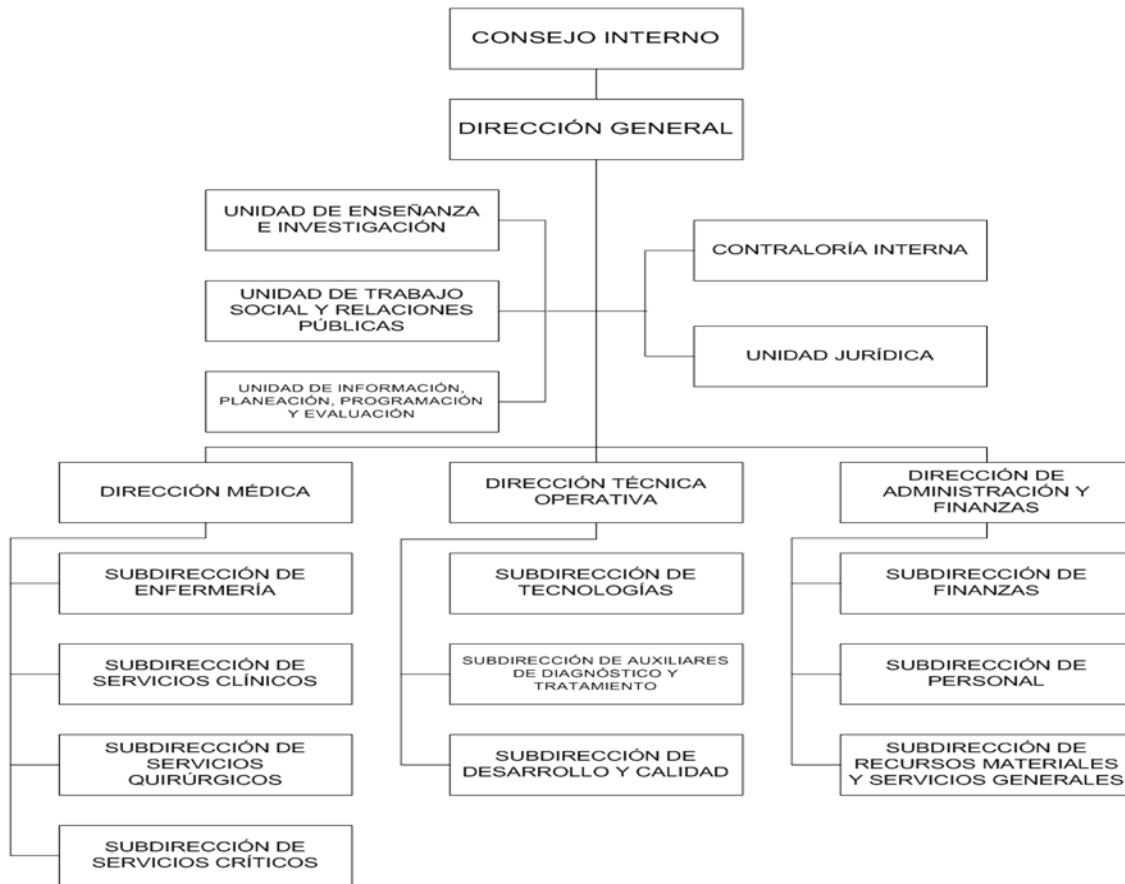 CONSEJO INTERNO
DIRECCIÓN GENERAL
UNIDAD DE ENSEÑANZA
E INVESTIGACIÓN
CONTRALORÍA INTERNA
UNIDAD DE TRABAJO
SOCIAL Y RELACIONES
PÚBLICAS
UNIDAD JURÍDICA
UNIDAD DE INFORMACIÓN,
PLANEACIÓN, PROGRAMACIÓN
Y EVALUACIÓN
DIRECCIÓN MÉDICA
DIRECCIÓN TÉCNICA
OPERATIVA
DIRECCIÓN DE
ADMINISTRACIÓN Y
FINANZAS
SUBDIRECCIÓN DE
ENFERMERÍA
SUBDIRECCIÓN DE
TECNOLOGÍAS
SUBDIRECCIÓN DE
FINANZAS
SUBDIRECCIÓN DE
SERVICIOS CLÍNICOS
SUBDIRECCIÓN DE AUXILIARES
DE DIAGNÓSTICO Y
TRATAMIENTO
SUBDIRECCIÓN DE
PERSONAL
SUBDIRECCIÓN DE
SERVICIOS
QUIRÚRGICOS
SUBDIRECCIÓN DE
DESARROLLO Y CALIDAD
SUBDIRECCIÓN DE
RECURSOS MATERIALES
Y SERVICIOS GENERALES
SUBDIRECCIÓN DE
SERVICIOS CRÍTICOS